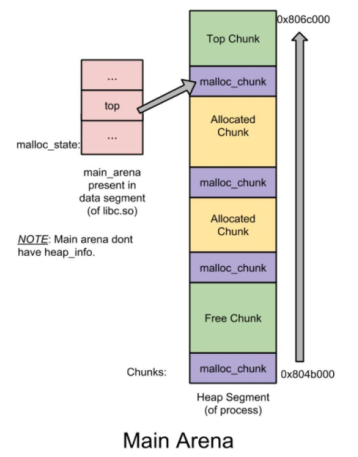 0x806c000
Top Chunk
malloc_chunk
...
top
...
malloc_state:
main_arena
present in
data segment
(of libc.so)
NOTE: Main arena dont
have heap_info.
Allocated
Chunk
malloc_chunk
Allocated
Chunk
malloc_chunk
Free Chunk
Chunks:
malloc_chunk
0x804b000
Heap Segment
(of process)
Main Arena